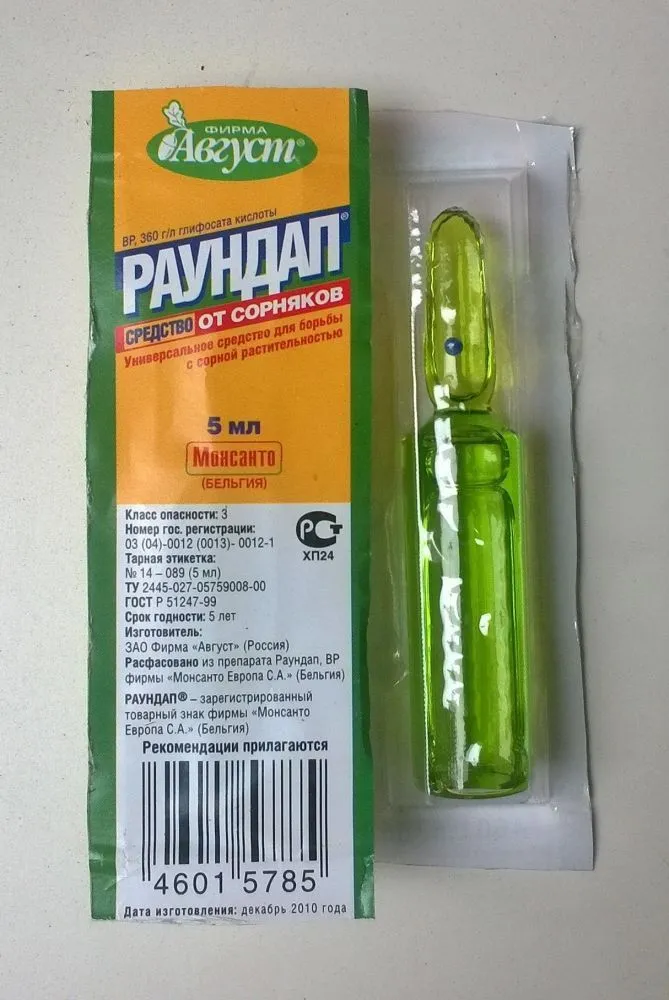 ФИРМА
Август®
ВР, 360 г/л глифосата кислоты
РАУНДАП®
СРЕДСТВО ОТ СОРНЯКОВ
Универсальное средство для борьбы
с сорной растительностью
5 мл
Монсанто
(БЕЛЬГИЯ)
Класс опасности: 3
Номер гос. регистрации:
03 (04)-0012 (0013)- 0012-1
Тарная этикетка:
№ 14 – 089 (5 мл)
ТУ 2445-027-05759008-00
ГОСТ Р 51247-99
Срок годности: 5 лет
Изготовитель:
ЗАО Фирма «Август» (Россия)
Расфасовано из препарата Раундап, ВР
фирмы «Монсанто Европа С.А.» (Бельгия)
РСТ
ХП24
РАУНДАП® – зарегистрированный
товарный знак фирмы «Монсанто
Европа С.А.» (Бельгия)
Рекомендации прилагаются
4601 5785
Дата изготовления: декабрь 2010 года